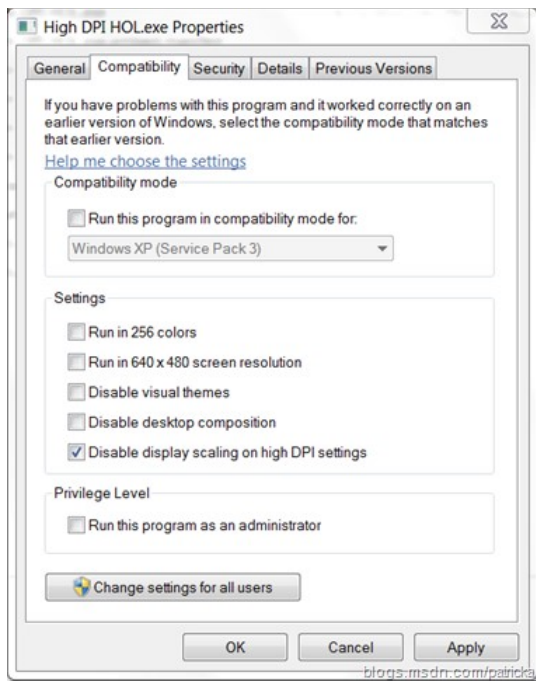 High DPI HOL.exe Properties
General Compatibility Security Details Previous Versions
If you have problems with this program and it worked correctly on an
earlier version of Windows, select the compatibility mode that matches
that earlier version.
Help me choose the settings
Compatibility mode
Run this program in compatibility mode for:
Windows XP (Service Pack 3)
Settings
Run in 256 colors
Run in 640 x 480 screen resolution
Disable visual themes
Disable desktop composition
Disable display scaling on high DPI settings
Privilege Level
Run this program as an administrator
Change settings for all users
OK Cancel Apply
blogs.msdn.com/patricka